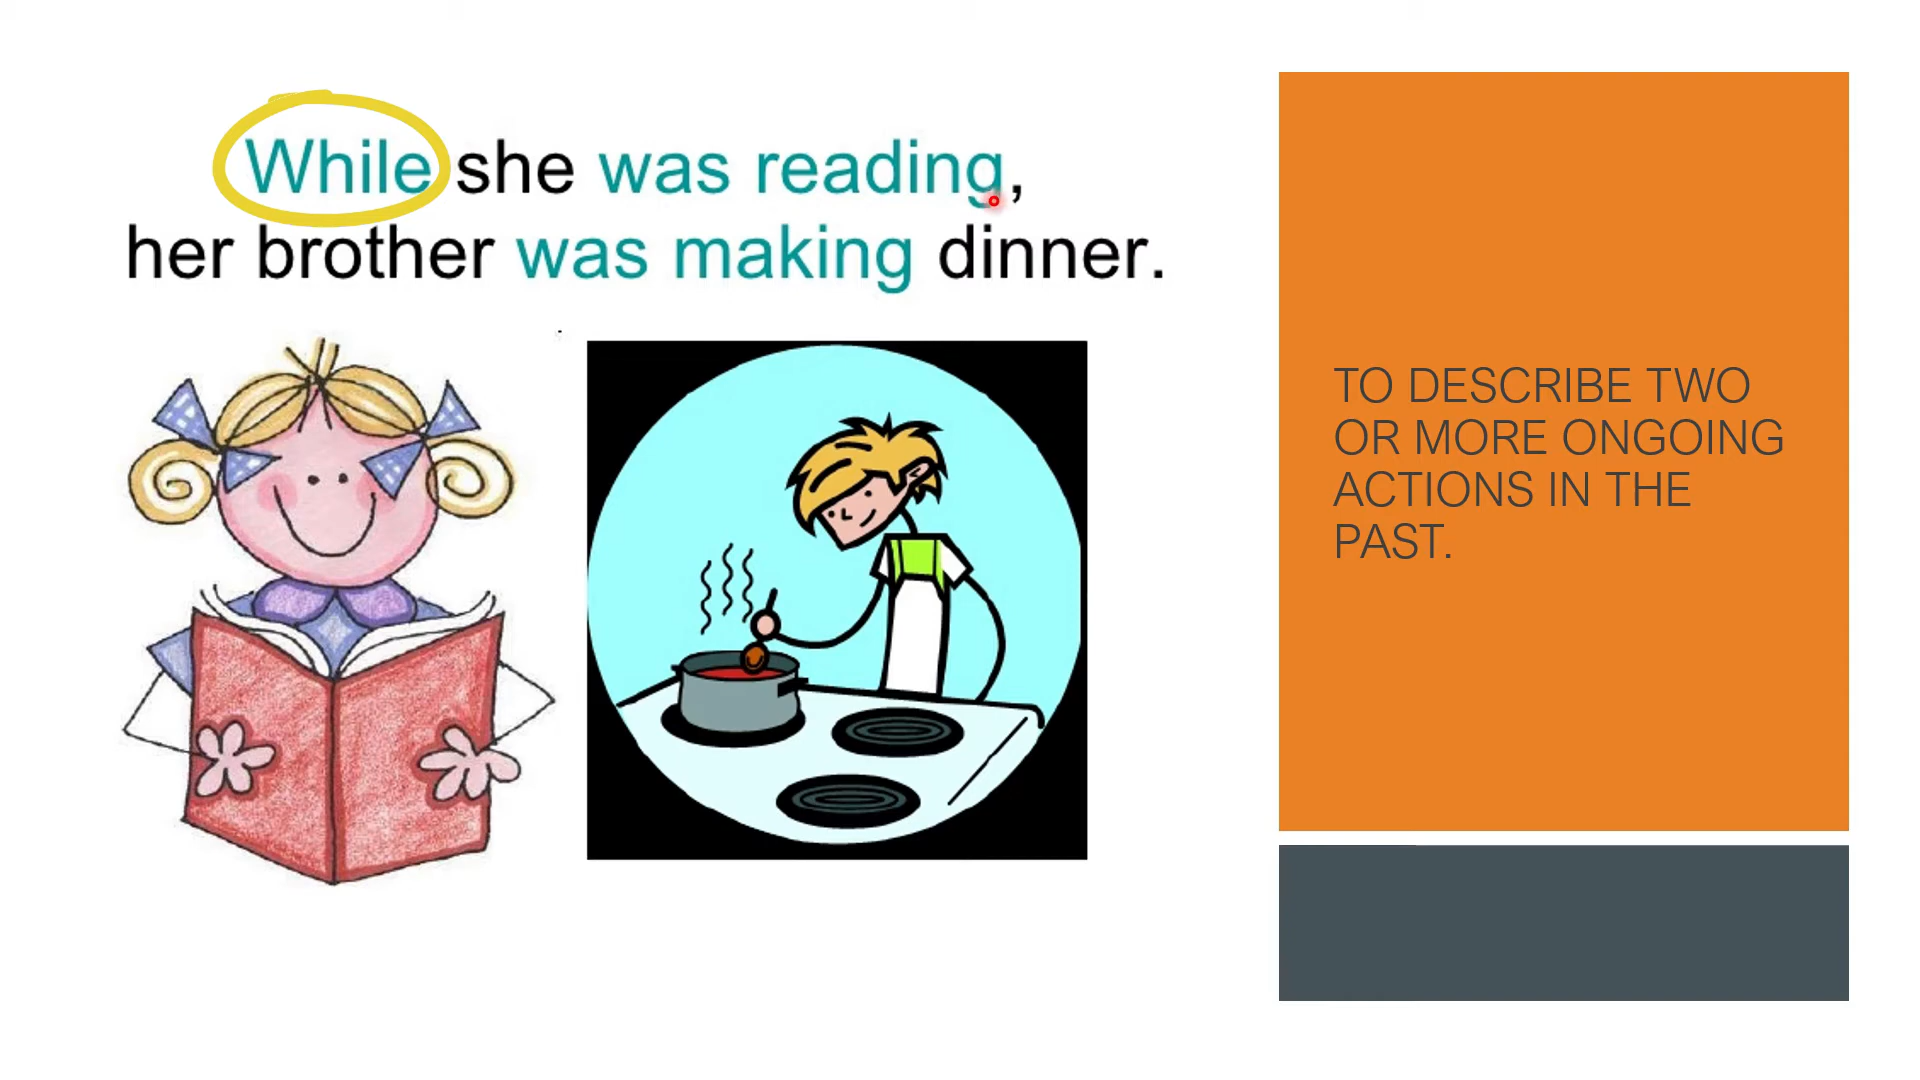 While she was reading,
her brother was making dinner.
TO DESCRIBE TWO
OR MORE ONGOING
ACTIONS IN THE
PAST.